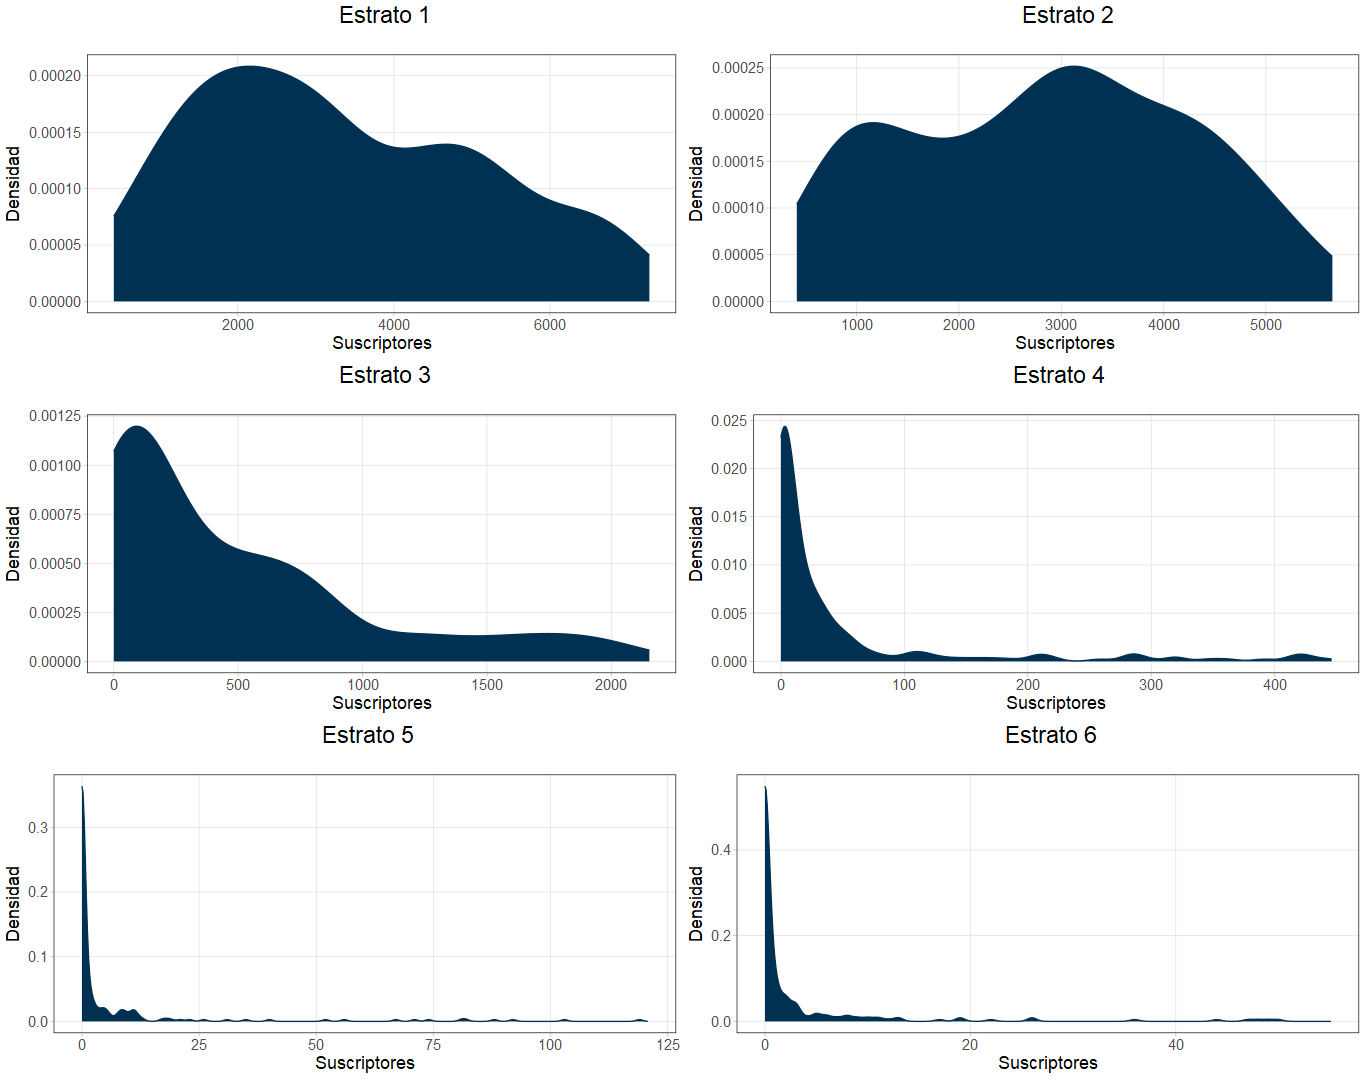 Estrato 1
0.00020
0.00015
0.00010
0.00005
0.00000
Densidad
2000 4000 6000
Suscriptores
Estrato 2
0.00025
0.00020
0.00015
0.00010
0.00005
0.00000
Densidad
1000 2000 3000 4000 5000
Suscriptores
Estrato 3
0.00125
0.00100
0.00075
0.00050
0.00025
0.00000
Densidad
0 500 1000 1500 2000
Suscriptores
Estrato 4
0.025
0.020
0.015
0.010
0.005
0.000
Densidad
0 100 200 300 400
Suscriptores
Estrato 5
0.3
0.2
0.1
0.0
Densidad
0 25 50 75 100 125
Suscriptores
Estrato 6
0.4
0.2
0.0
Densidad
0 20 40
Suscriptores